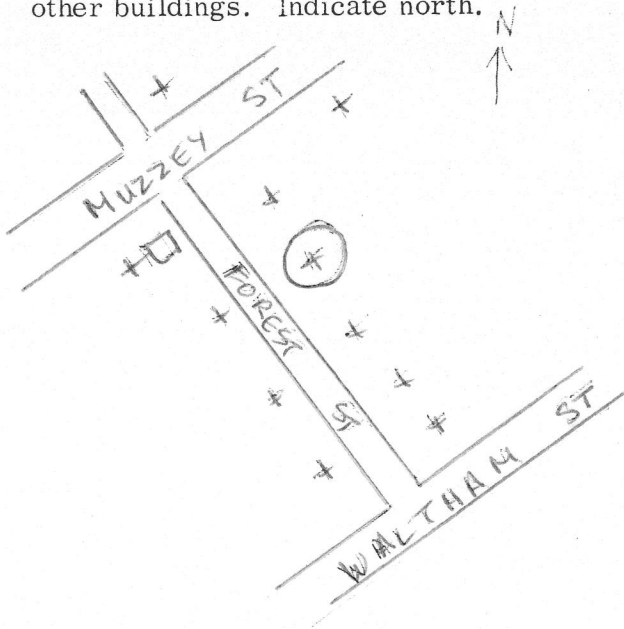 other buildings. Indicate north.
N
MUZZEY ST
FOREST ST
WALTHAM ST